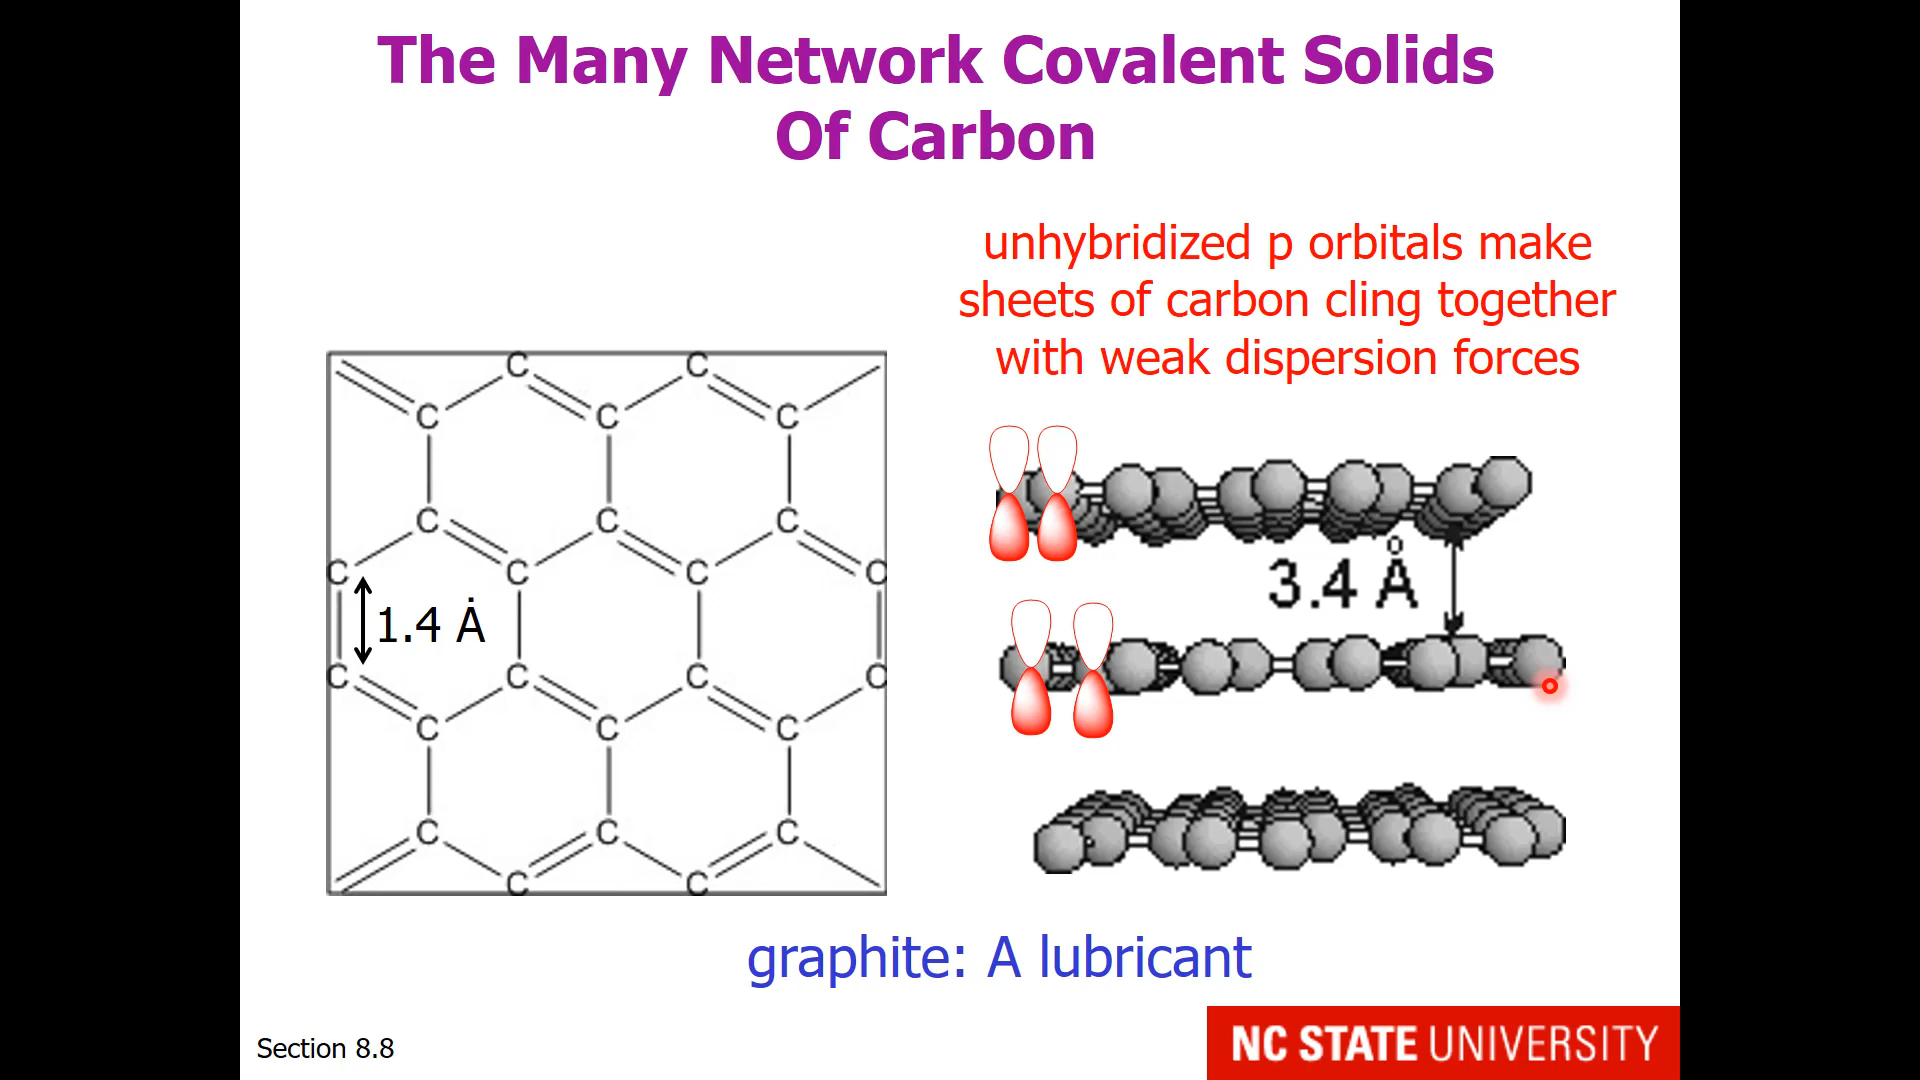 The Many Network Covalent Solids
Of Carbon
unhybridized p orbitals make
sheets of carbon cling together
with weak dispersion forces
C C
C C C
C C C
C C C C
1.4 Ȧ
3.4 Å
C C C C
C C C
C C C
C C
graphite: A lubricant
Section 8.8
NC STATE UNIVERSITY